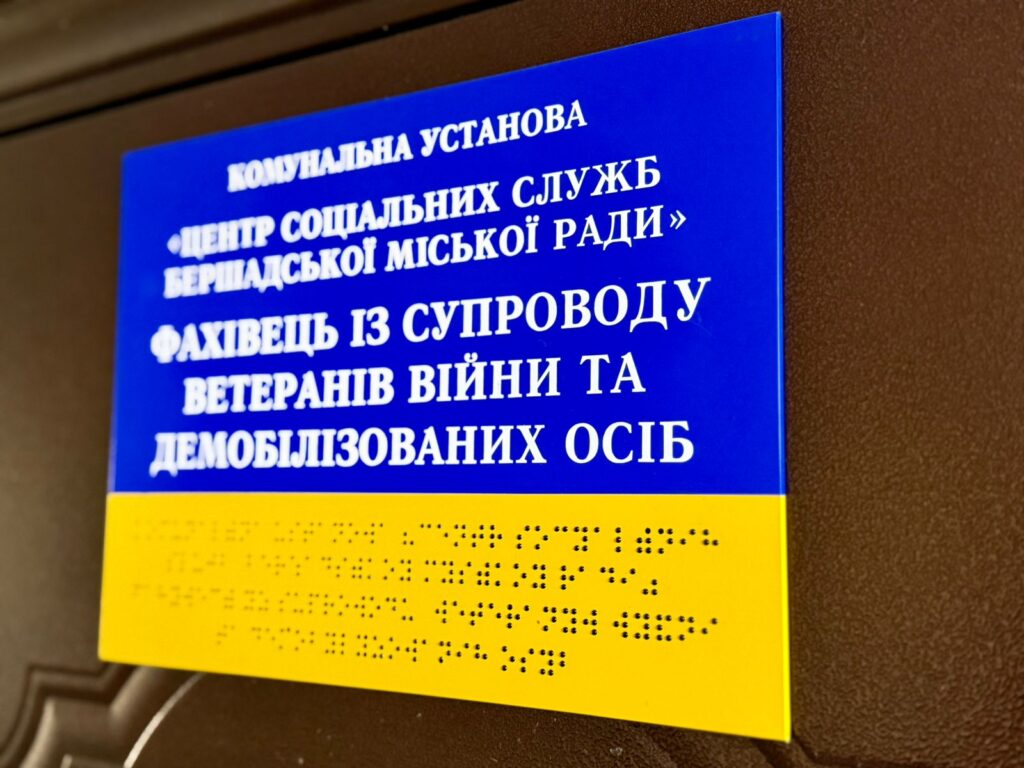 КОМУНАЛЬНА УСТАНОВА
«ЦЕНТР СОЦІАЛЬНИХ СЛУЖБ
БЕРШАДСЬКОЇ МІСЬКОЇ РАДИ»
ФАХІВЕЦЬ ІЗ СУПРОВОДУ
ВЕТЕРАНІВ ВІЙНИ ТА
ДЕМОБІЛІЗОВАНИХ ОСІБ